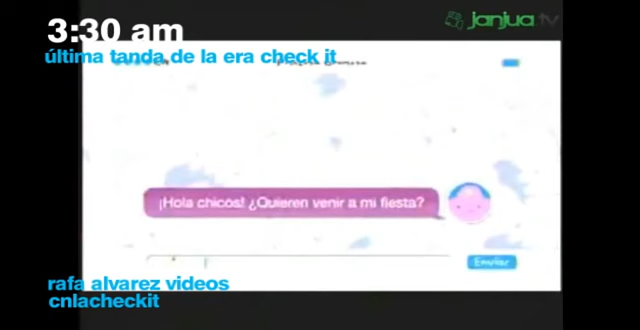 3:30 am
janjua.tv
última tanda de la era check it
¡Hola chicos! ¿Quieren venir a mi fiesta?
Enviar
rafa alvarez videos
cnlacheckit